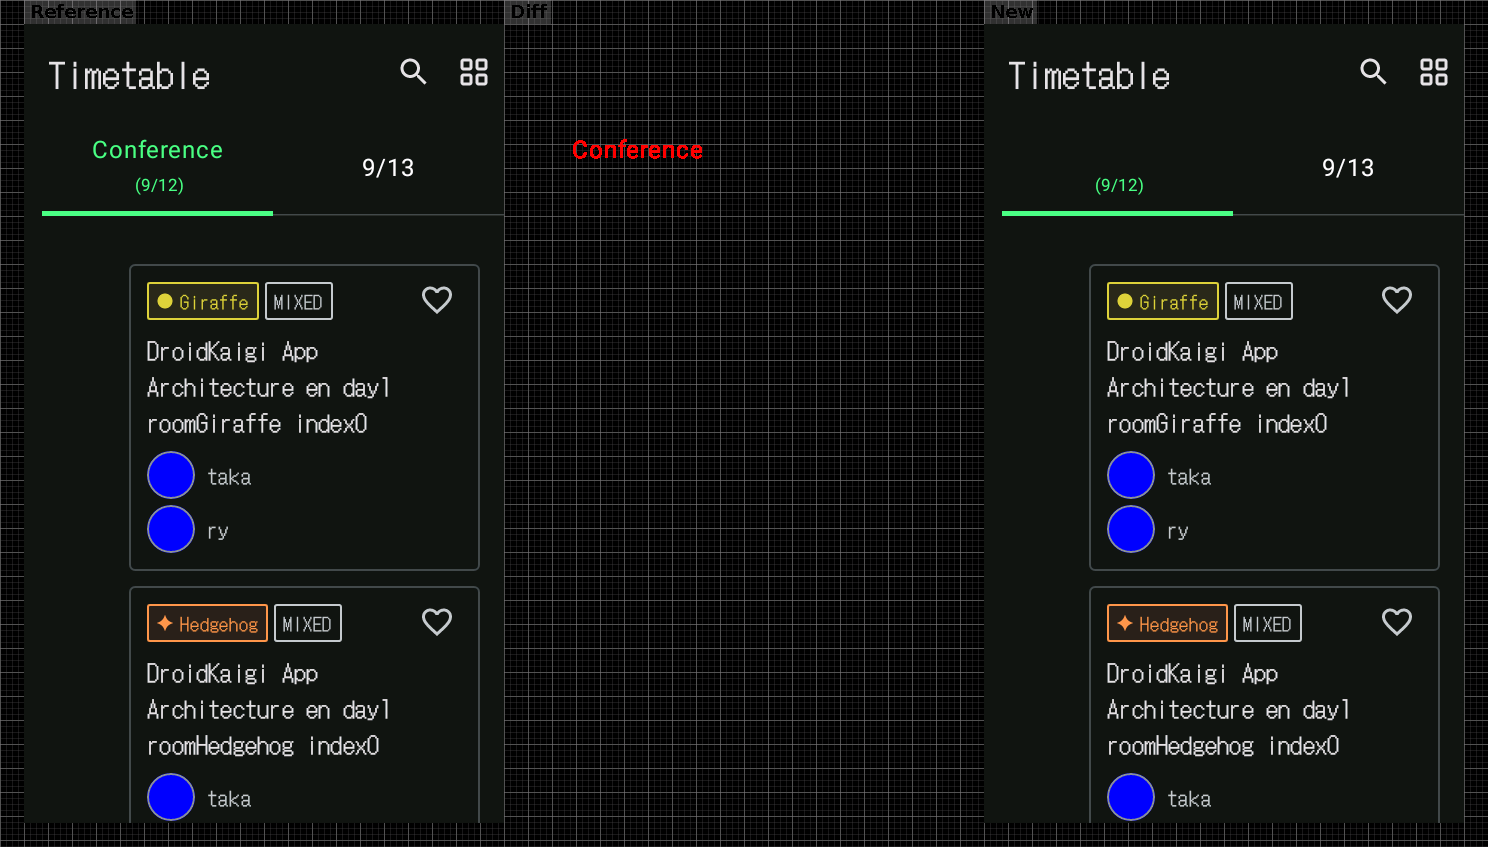 Reference
Timetable
Conference
(9/12)
9/13
Giraffe
MIXED
DroidKaigi App
Architecture en day1
roomGiraffe index0
taka
ry
Hedgehog
MIXED
DroidKaigi App
Architecture en day1
roomHedgehog index0
taka
Diff
Conference
New
Timetable
(9/12)
9/13
Giraffe
MIXED
DroidKaigi App
Architecture en day1
roomGiraffe index0
taka
ry
Hedgehog
MIXED
DroidKaigi App
Architecture en day1
roomHedgehog index0
taka